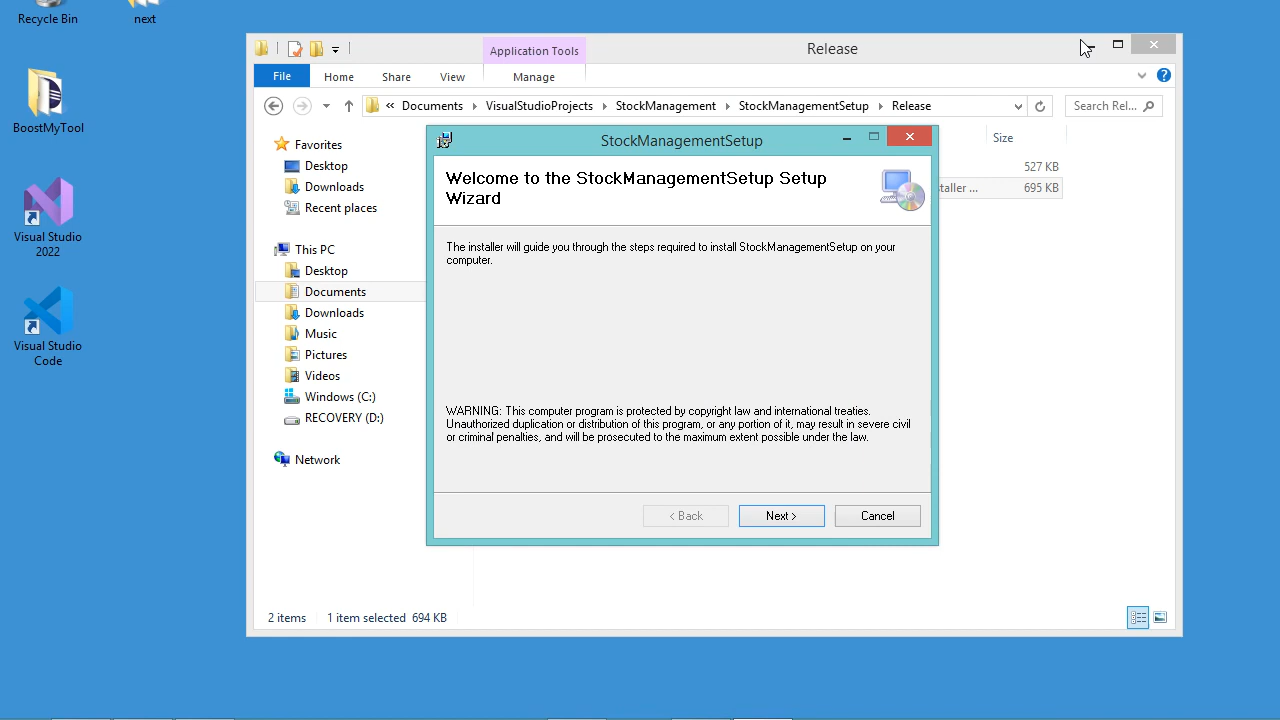 Recycle Bin
next
BoostMyTool
Visual Studio
2022
Visual Studio
Code
Application Tools
Release
File
Home
Share
View
Manage
« Documents VisualStudioProjects StockManagement StockManagementSetup Release
Search Rel...
Favorites
Desktop
Downloads
Recent places
This PC
Desktop
Documents
Downloads
Music
Pictures
Videos
Windows (C:)
RECOVERY (D:)
Network
Size
527 KB
staller ...
695 KB
StockManagementSetup
Welcome to the StockManagementSetup Setup
Wizard
The installer will guide you through the steps required to install StockManagementSetup on your
computer.
WARNING: This computer program is protected by copyright law and international treaties.
Unauthorized duplication or distribution of this program, or any portion of it, may result in severe civil
or criminal penalties, and will be prosecuted to the maximum extent possible under the law.
< Back
Next >
Cancel
2 items
1 item selected 694 KB